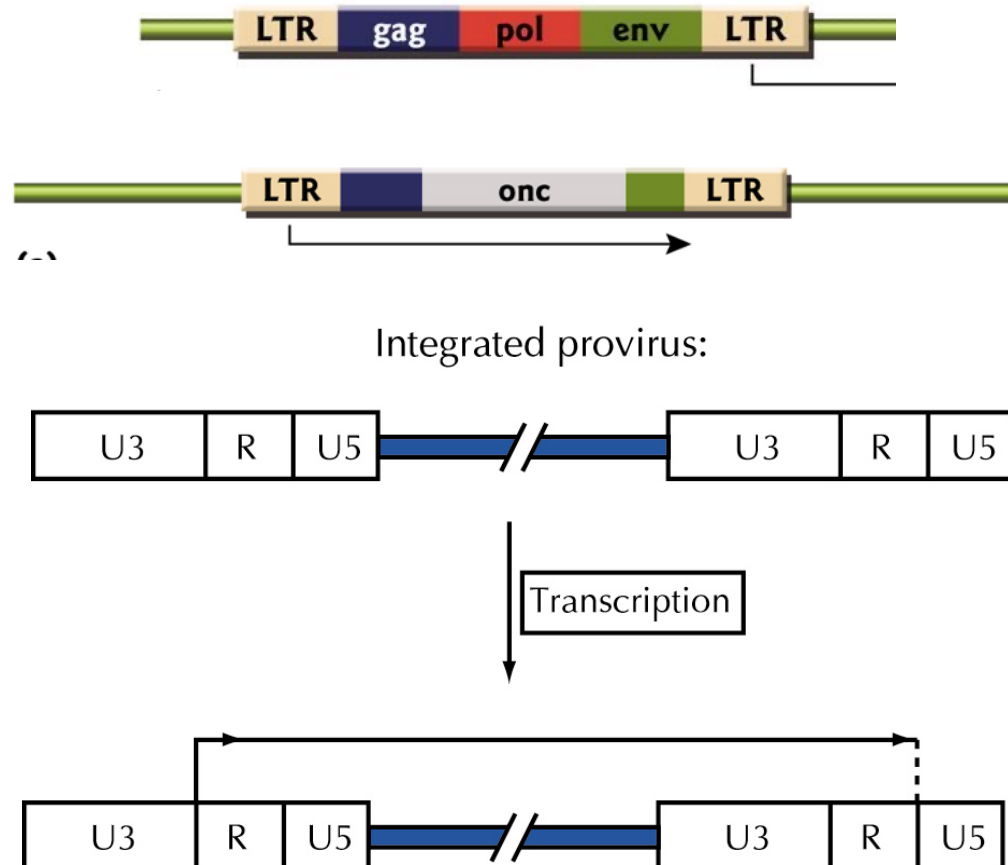 LTR gag pol env LTR
LTR onc LTR
Integrated provirus:
U3 R U5 U3 R U5
Transcription
U3 R U5 U3 R U5